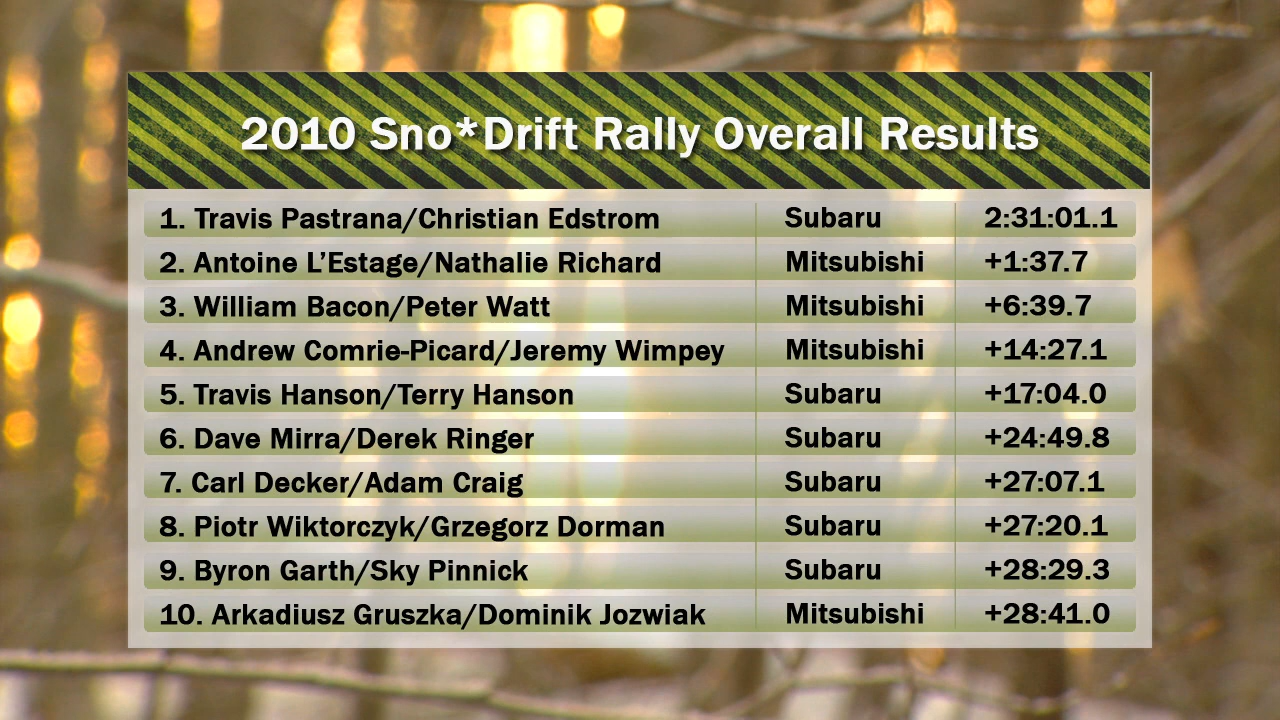 2010 Sno*Drift Rally Overall Results
1. Travis Pastrana/Christian Edstrom Subaru 2:31:01.1
2. Antoine L’Estage/Nathalie Richard Mitsubishi +1:37.7
3. William Bacon/Peter Watt Mitsubishi +6:39.7
4. Andrew Comrie-Picard/Jeremy Wimpey Mitsubishi +14:27.1
5. Travis Hanson/Terry Hanson Subaru +17:04.0
6. Dave Mirra/Derek Ringer Subaru +24:49.8
7. Carl Decker/Adam Craig Subaru +27:07.1
8. Piotr Wiktorczyk/Grzegorz Dorman Subaru +27:20.1
9. Byron Garth/Sky Pinnick Subaru +28:29.3
10. Arkadiusz Gruszka/Dominik Jozwiak Mitsubishi +28:41.0